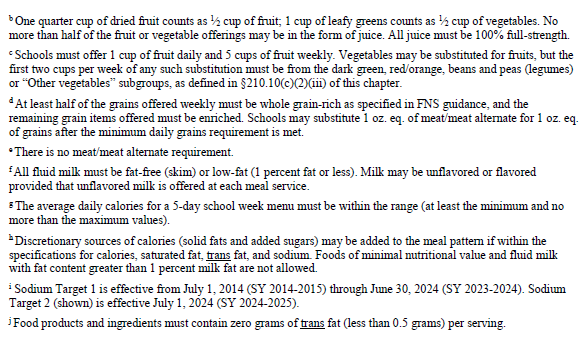 ᵇ One quarter cup of dried fruit counts as ½ cup of fruit; 1 cup of leafy greens counts as ½ cup of vegetables. No
more than half of the fruit or vegetable offerings may be in the form of juice. All juice must be 100% full-strength.
ᶜ Schools must offer 1 cup of fruit daily and 5 cups of fruit weekly. Vegetables may be substituted for fruits, but the
first two cups per week of any such substitution must be from the dark green, red/orange, beans and peas (legumes)
or “Other vegetables” subgroups, as defined in §210.10(c)(2)(iii) of this chapter.
ᵈ At least half of the grains offered weekly must be whole grain-rich as specified in FNS guidance, and the
remaining grain items offered must be enriched. Schools may substitute 1 oz. eq. of meat/meat alternate for 1 oz. eq.
of grains after the minimum daily grains requirement is met.
ᵉ There is no meat/meat alternate requirement.
ᶠ All fluid milk must be fat-free (skim) or low-fat (1 percent fat or less). Milk may be unflavored or flavored
provided that unflavored milk is offered at each meal service.
ᵍ The average daily calories for a 5-day school week menu must be within the range (at least the minimum and no
more than the maximum values).
ʰ Discretionary sources of calories (solid fats and added sugars) may be added to the meal pattern if within the
specifications for calories, saturated fat, trans fat, and sodium. Foods of minimal nutritional value and fluid milk
with fat content greater than 1 percent milk fat are not allowed.
ⁱ Sodium Target 1 is effective from July 1, 2014 (SY 2014-2015) through June 30, 2024 (SY 2023-2024). Sodium
Target 2 (shown) is effective July 1, 2024 (SY 2024-2025).
ʲ Food products and ingredients must contain zero grams of trans fat (less than 0.5 grams) per serving.